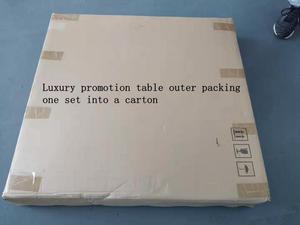 Luxury promotion table outer packing
one set into a carton